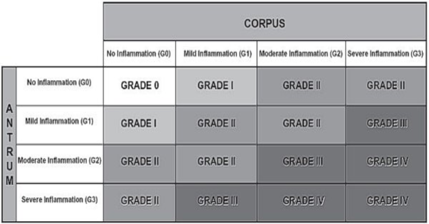 CORPUS
No Inflammation (G0) Mild Inflammation (G1) Moderate Inflammation (G2) Severe Inflammation (G3)
ANTRUM
No Inflammation (G0) GRADE 0 GRADE I GRADE II GRADE II
Mild Inflammation (G1) GRADE I GRADE II GRADE II GRADE III
Moderate Inflammation (G2) GRADE II GRADE II GRADE III GRADE IV
Severe Inflammation (G3) GRADE II GRADE III GRADE IV GRADE IV